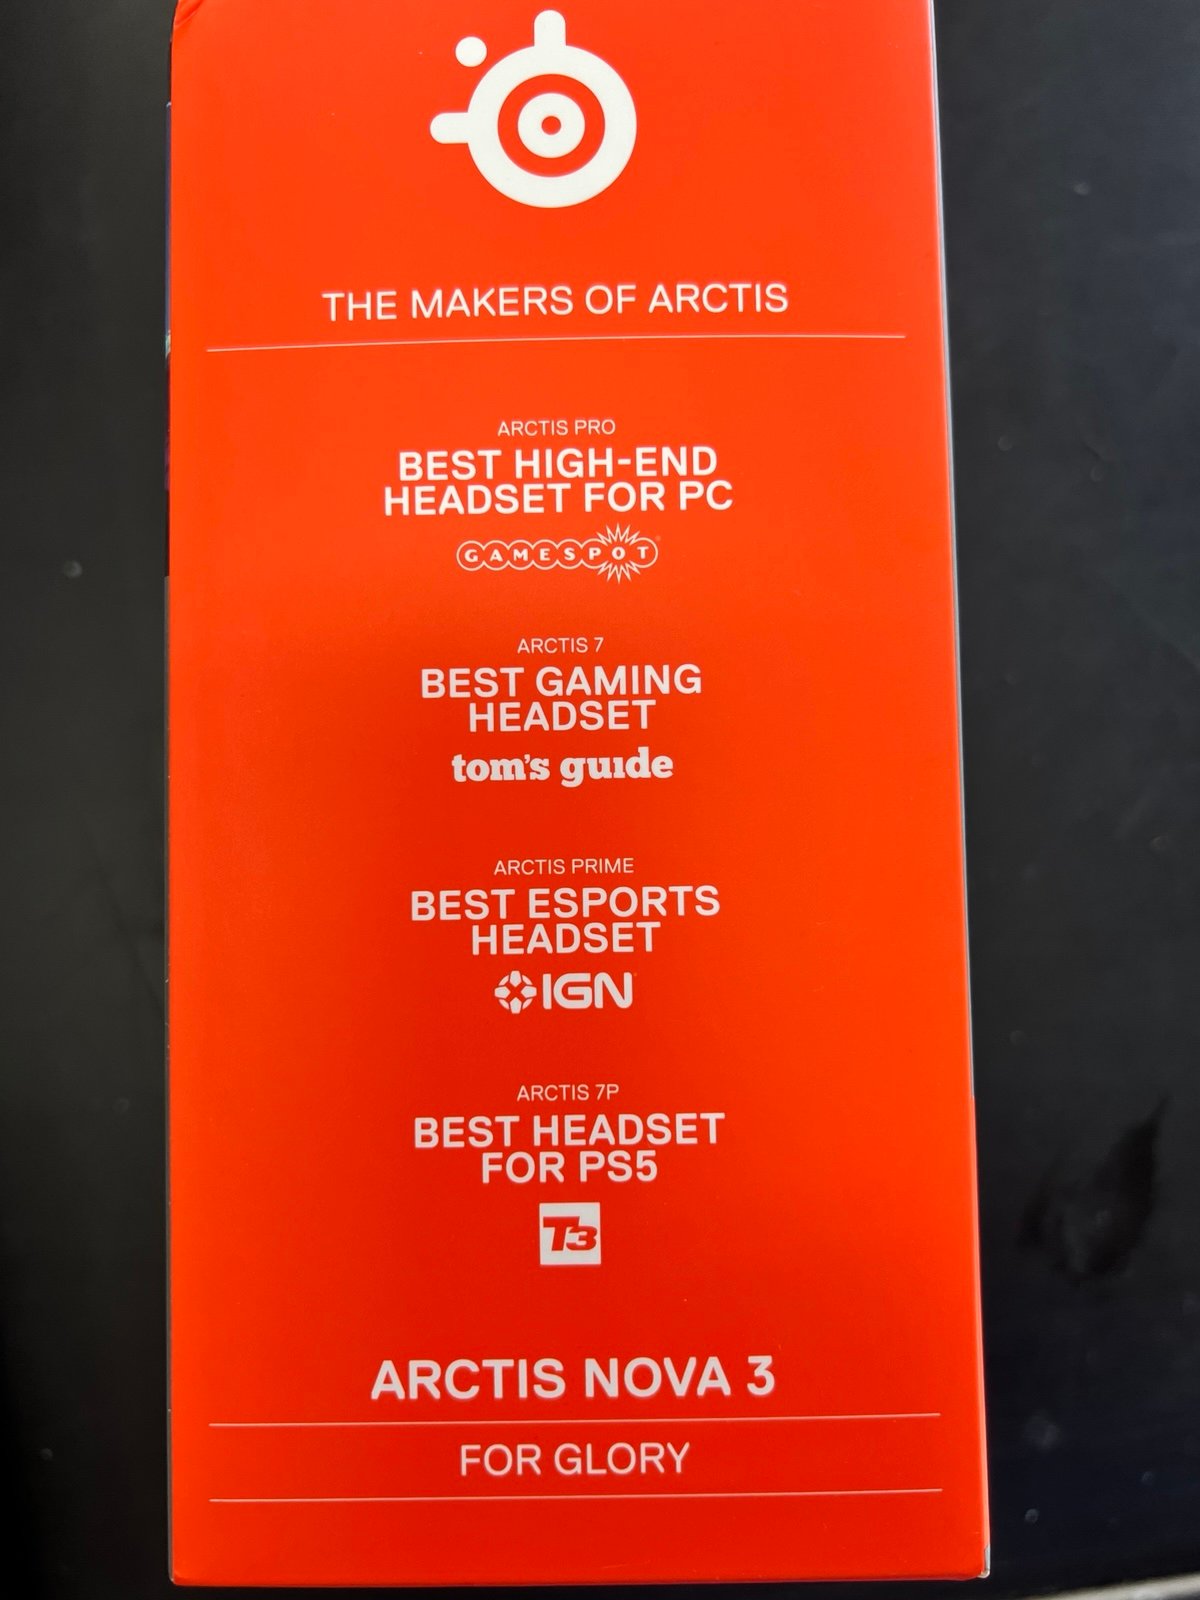 THE MAKERS OF ARCTIS
ARCTIS PRO
BEST HIGH-END
HEADSET FOR PC
GAMESPOT
ARCTIS 7
BEST GAMING
HEADSET
tom's guide
ARCTIS PRIME
BEST ESPORTS
HEADSET
IGN
ARCTIS 7P
BEST HEADSET
FOR PS5
T3
ARCTIS NOVA 3
FOR GLORY